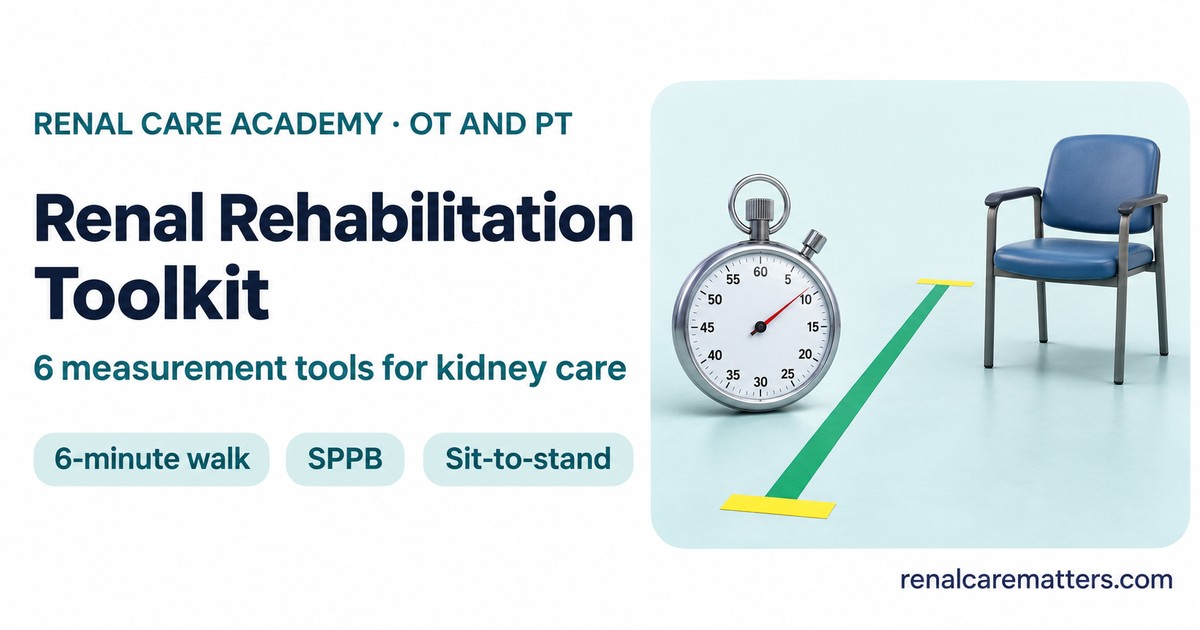 RENAL CARE ACADEMY · OT AND PT
Renal Rehabilitation
Toolkit
6 measurement tools for kidney care
6-minute walk
SPPB
Sit-to-stand
60
5
10
15
20
25
30
35
40
45
50
55
renalcarematters.com